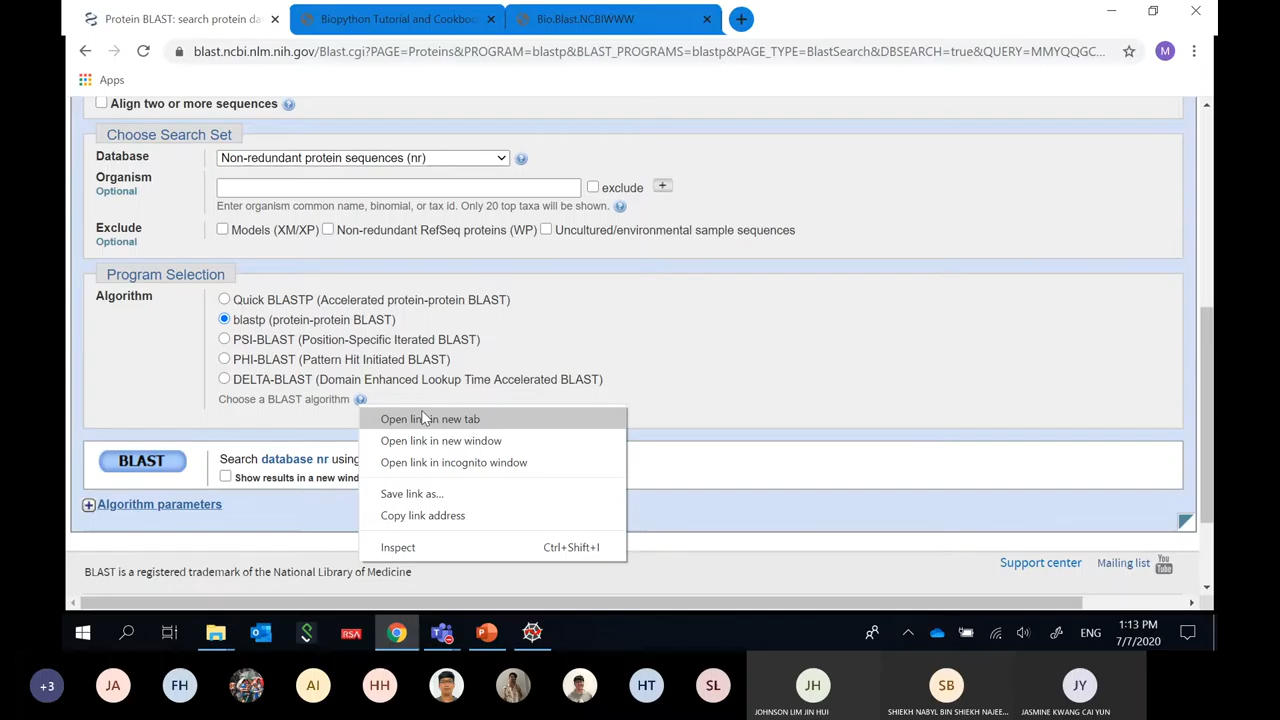 Protein BLAST: search protein da
Biopython Tutorial and Cookboo
Bio.Blast.NCBIWWW
blast.ncbi.nlm.nih.gov/Blast.cgi?PAGE=Proteins&PROGRAM=blastp&BLAST_PROGRAMS=blastp&PAGE_TYPE=BlastSearch&DBSEARCH=true&QUERY=MMYQQGC...
M
Apps
Align two or more sequences
Choose Search Set
Database
Non-redundant protein sequences (nr)
Organism
Optional
exclude
Enter organism common name, binomial, or tax id. Only 20 top taxa will be shown.
Exclude
Optional
Models (XM/XP) Non-redundant RefSeq proteins (WP) Uncultured/environmental sample sequences
Program Selection
Algorithm
Quick BLASTP (Accelerated protein-protein BLAST)
blastp (protein-protein BLAST)
PSI-BLAST (Position-Specific Iterated BLAST)
PHI-BLAST (Pattern Hit Initiated BLAST)
DELTA-BLAST (Domain Enhanced Lookup Time Accelerated BLAST)
Choose a BLAST algorithm
Open link in new tab
Open link in new window
Open link in incognito window
Save link as...
Copy link address
Inspect Ctrl+Shift+I
BLAST
Search database nr using
Show results in a new wind
Algorithm parameters
BLAST is a registered trademark of the National Library of Medicine
Support center
Mailing list
You Tube
RSA
ENG
1:13 PM
7/7/2020
+3
JA
FH
AI
HH
HT
SL
JH
SB
JY
JOHNSON LIM JIN HUI
SHIEKH NABYL BIN SHIEKH NAJEE...
JASMINE KWANG CAI YUN